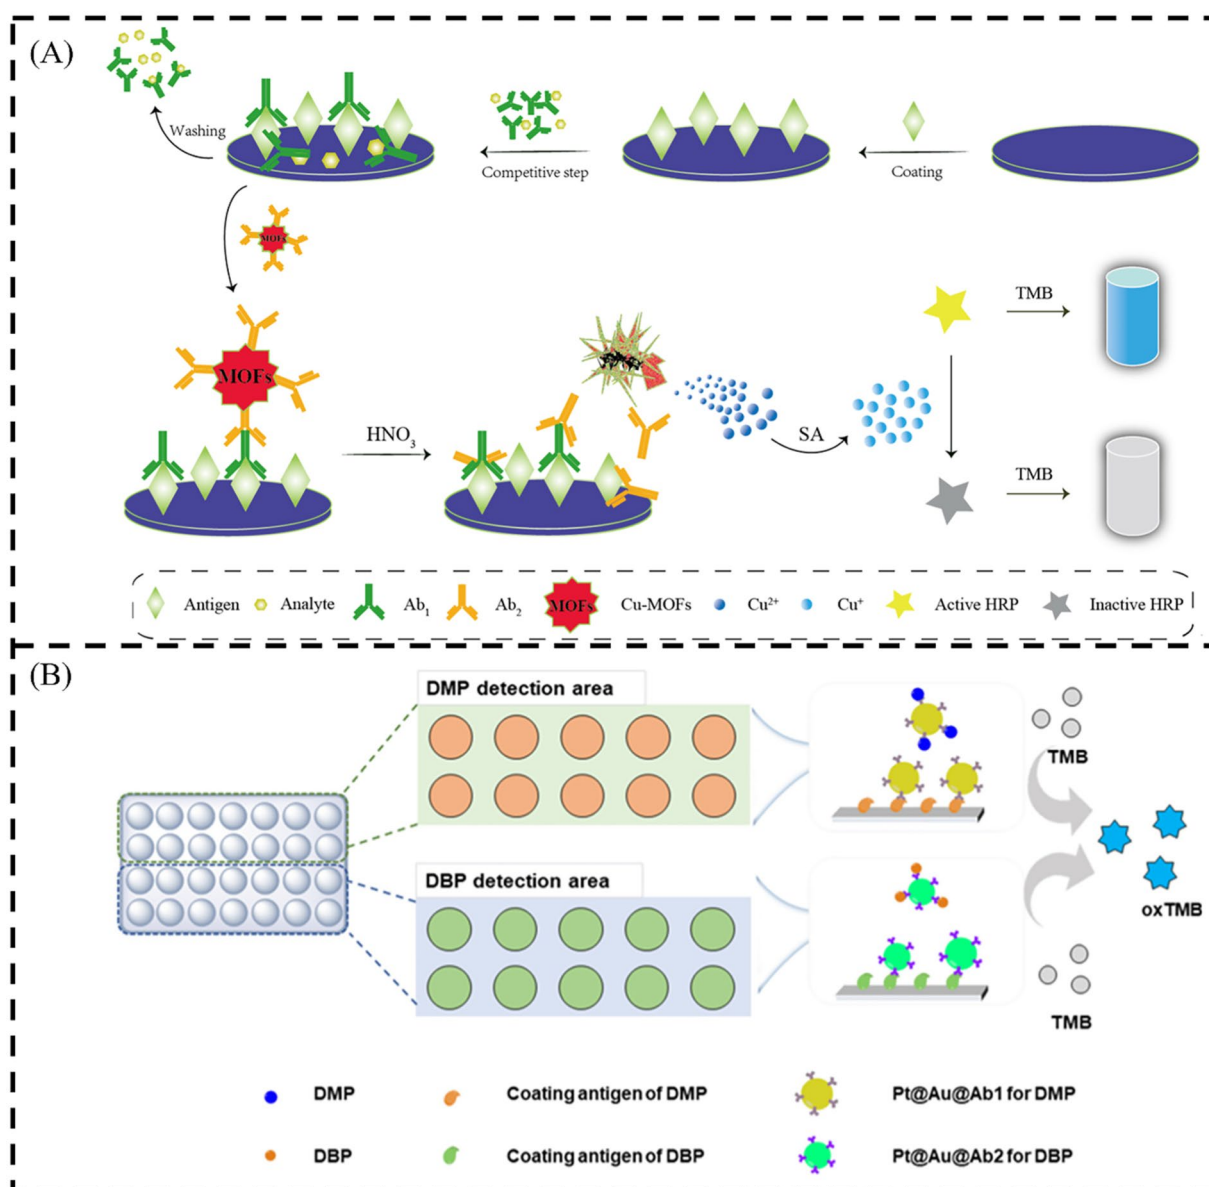 (A)
Washing
Competitive step
Coating
MOFs
MOFs
HNO3
SA
TMB
TMB
MOFs
Antigen
Analyte
Ab1
Ab2
Cu-MOFs
Cu2+
Cu+
Active HRP
Inactive HRP
(B)
DMP detection area
TMB
DBP detection area
oxTMB
TMB
DMP
Coating antigen of DMP
Pt@Au@Ab1 for DMP
DBP
Coating antigen of DBP
Pt@Au@Ab2 for DBP